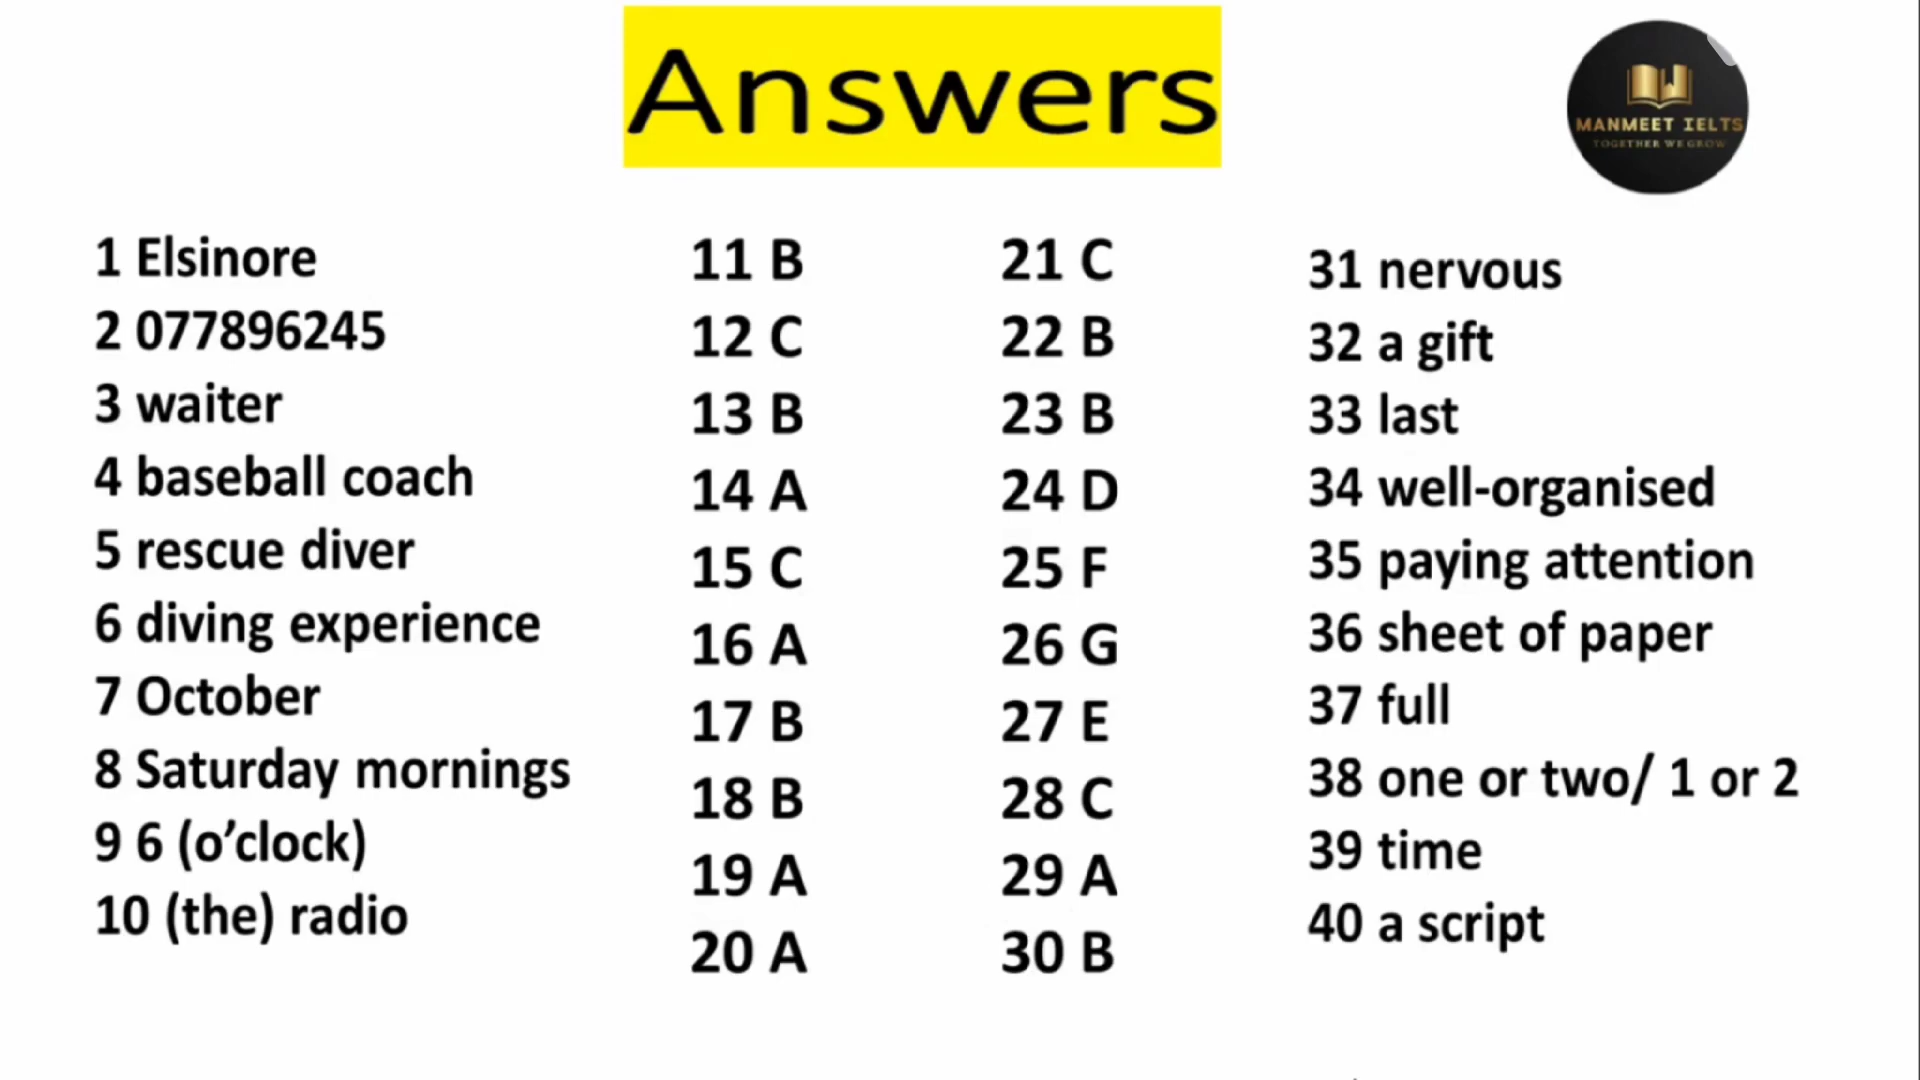 Answers
MANMEET IELTS
TOGETHER WE GROW
1 Elsinore
2 077896245
3 waiter
4 baseball coach
5 rescue diver
6 diving experience
7 October
8 Saturday mornings
9 6 (o’clock)
10 (the) radio
11 B
12 C
13 B
14 A
15 C
16 A
17 B
18 B
19 A
20 A
21 C
22 B
23 B
24 D
25 F
26 G
27 E
28 C
29 A
30 B
31 nervous
32 a gift
33 last
34 well-organised
35 paying attention
36 sheet of paper
37 full
38 one or two/ 1 or 2
39 time
40 a script